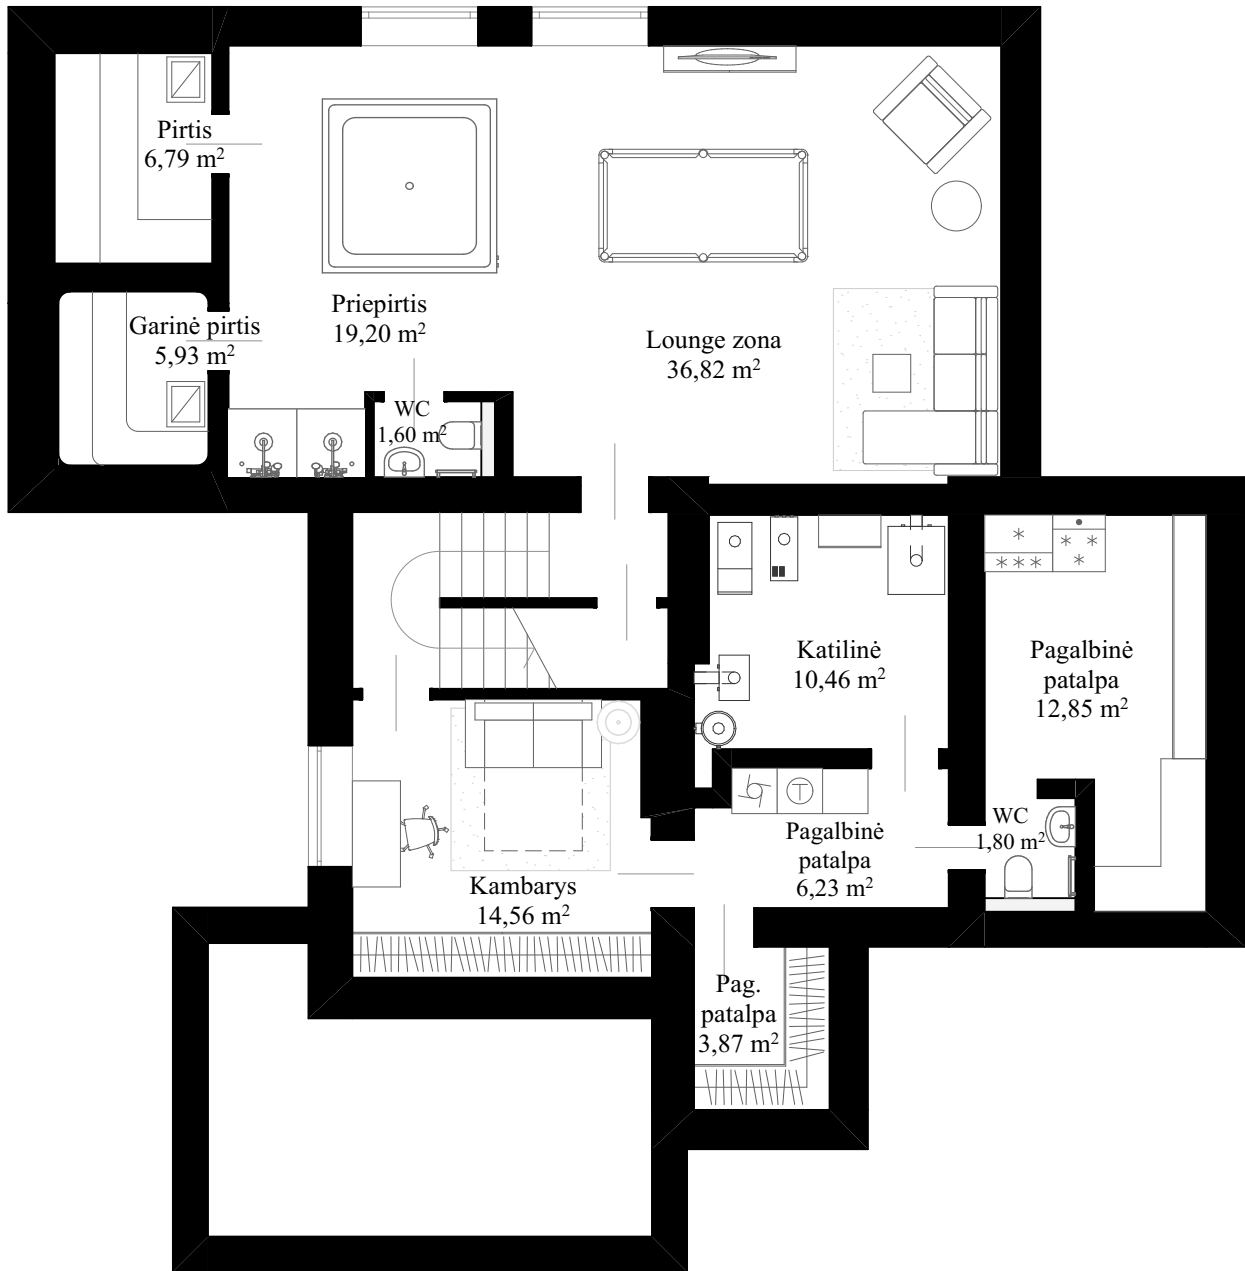 Pirtis
6,79 m²
Garinė pirtis
5,93 m²
Priepirtis
19,20 m²
WC
1,60 m²
Lounge zona
36,82 m²
Katilinė
10,46 m²
Pagalbinė
patalpa
12,85 m²
WC
1,80 m²
Pagalbinė
patalpa
6,23 m²
Kambarys
14,56 m²
Pag.
patalpa
3,87 m²